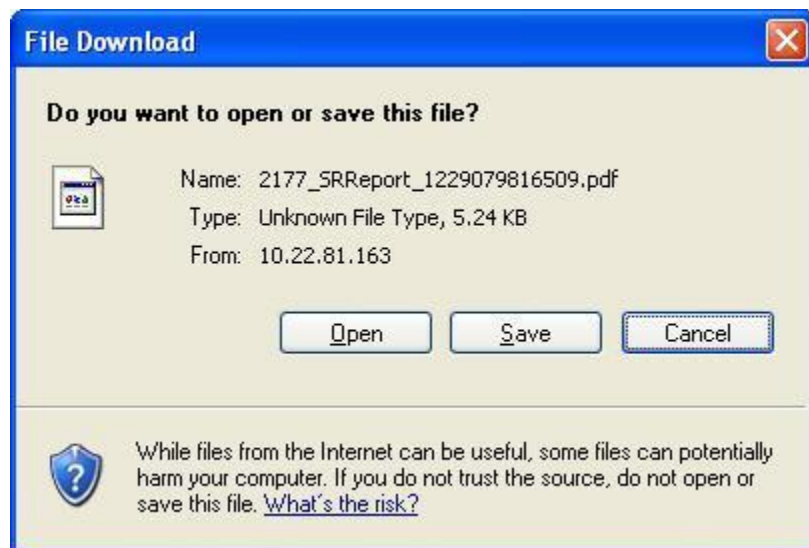 File Download
Do you want to open or save this file?
Name: 2177_SRReport_1229079816509.pdf
Type: Unknown File Type, 5.24 KB
From: 10.22.81.163
Open Save Cancel
While files from the Internet can be useful, some files can potentially
harm your computer. If you do not trust the source, do not open or
save this file. What's the risk?